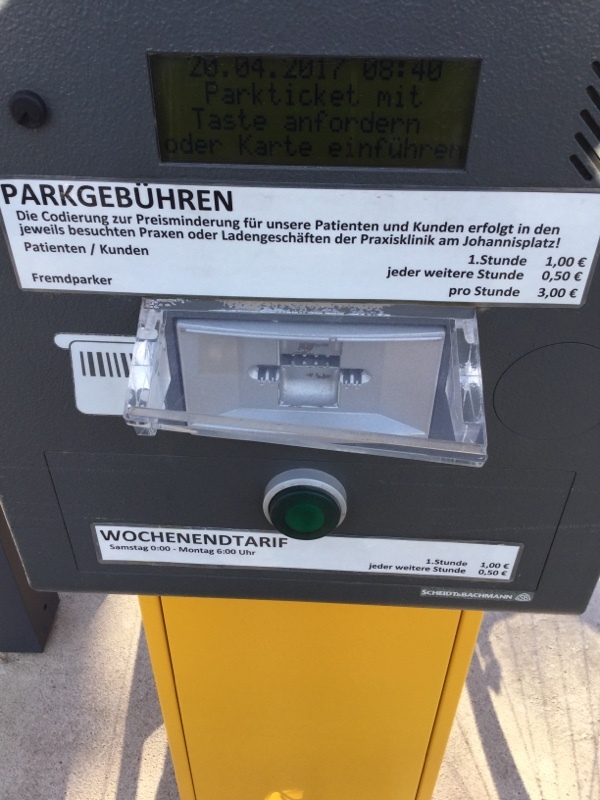 20.04.2017 08:40
Parkticket mit
Taste anfordern
oder Karte einführen
PARKGEBÜHREN
Die Codierung zur Preisminderung für unsere Patienten und Kunden erfolgt in den
jeweils besuchten Praxen oder Ladengeschäften der Praxisklinik am Johannisplatz!
Patienten / Kunden
1.Stunde 1,00 €
jeder weitere Stunde 0,50 €
Fremdparker pro Stunde 3,00 €
WOCHENENDTARIF
Samstag 0:00 - Montag 6:00 Uhr
1.Stunde 1,00 €
jeder weitere Stunde 0,50 €
SCHEIDT&BACHMANN